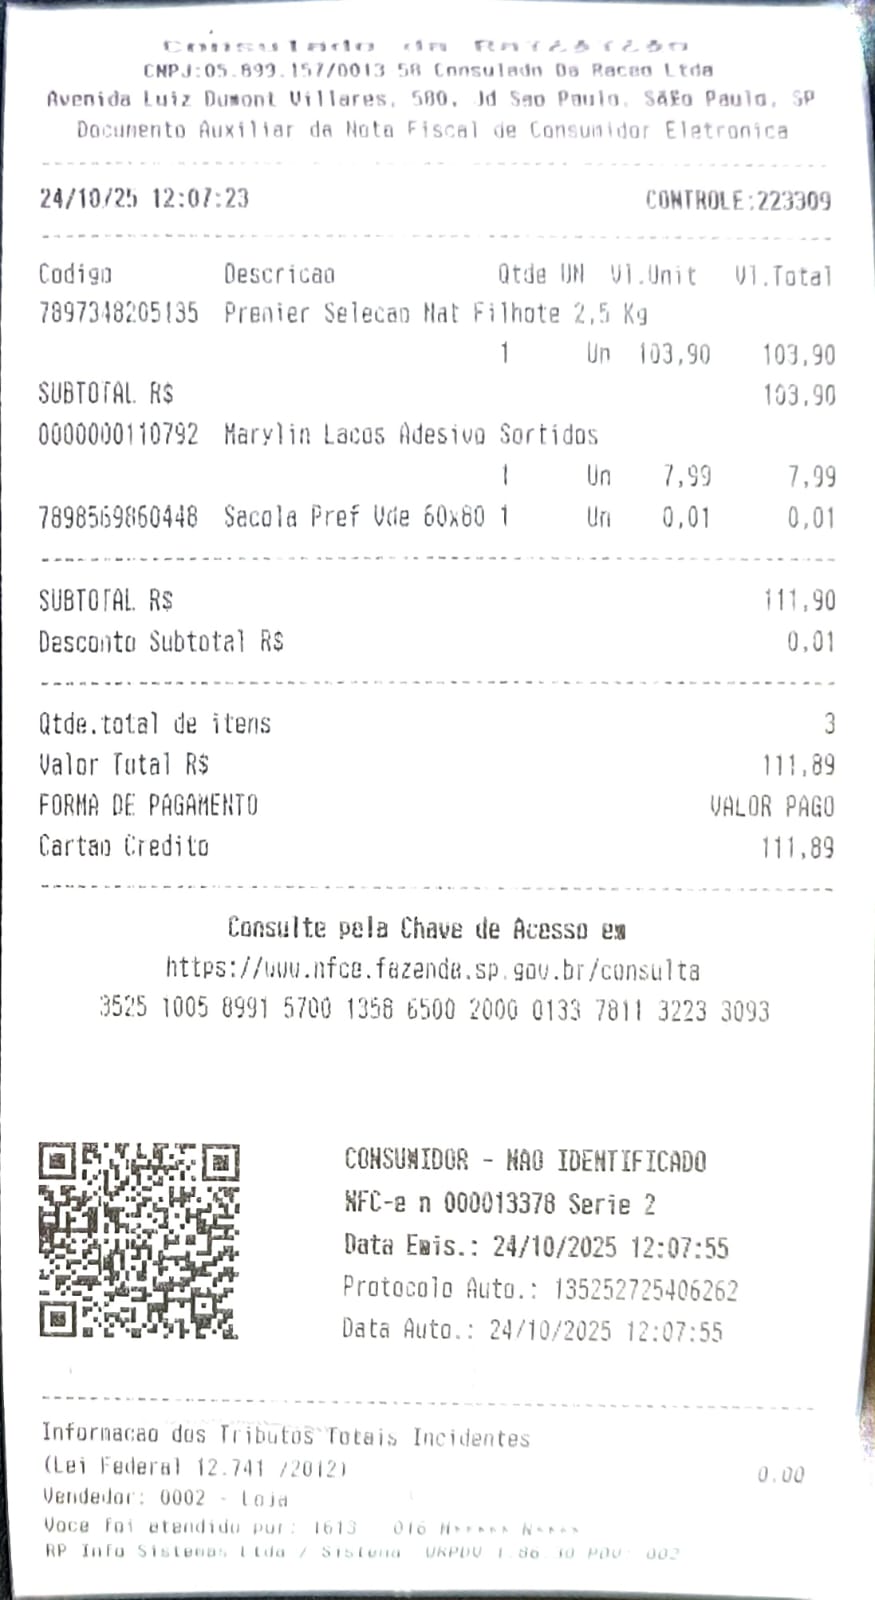 Consulado da
CNPJ:05.899.157/0013 58 Consulado Da Racao Ltda
Avenida Luiz Dumont Villares, 580, Jd Sao Paulo, SãEo Paulo, SP
Documento Auxiliar da Nota Fiscal de Consumidor Eletronica
24/10/25 12:07:23 CONTROLE:223309
Codigo Descricao Qtde UN Vl.Unit Vl.Total
7897348205135 Premier Selecao Nat Filhote 2,5 Kg
1 Un 103,90 103,90
SUBTOTAL R$ 103,90
0000000110792 Marylin Lacos Adesivo Sortidos
1 Un 7,99 7,99
7898569860448 Sacola Pref Vde 60x80 1 Un 0,01 0,01
SUBTOTAL R$ 111,90
Desconto Subtotal R$ 0,01
Qtde.total de itens 3
Valor Total R$ 111,89
FORMA DE PAGAMENTO VALOR PAGO
Cartao Credito 111,89
Consulte pela Chave de Acesso em
https://www.nfce.fazenda.sp.gov.br/consulta
3525 1005 8991 5700 1358 6500 2000 0133 7811 3223 3093
CONSUMIDOR - NAO IDENTIFICADO
NFC-e n 000013378 Serie 2
Data Emis.: 24/10/2025 12:07:55
Protocolo Auto.: 135252725406262
Data Auto.: 24/10/2025 12:07:55
Informacao dos Tributos Totais Incidentes
(Lei Federal 12.741 /2012) 0.00
Vendedor: 0002 - Loja
Voce foi atendido por: 1613 016
RP Info Sistemas Ltda / Sistema PDV: 002